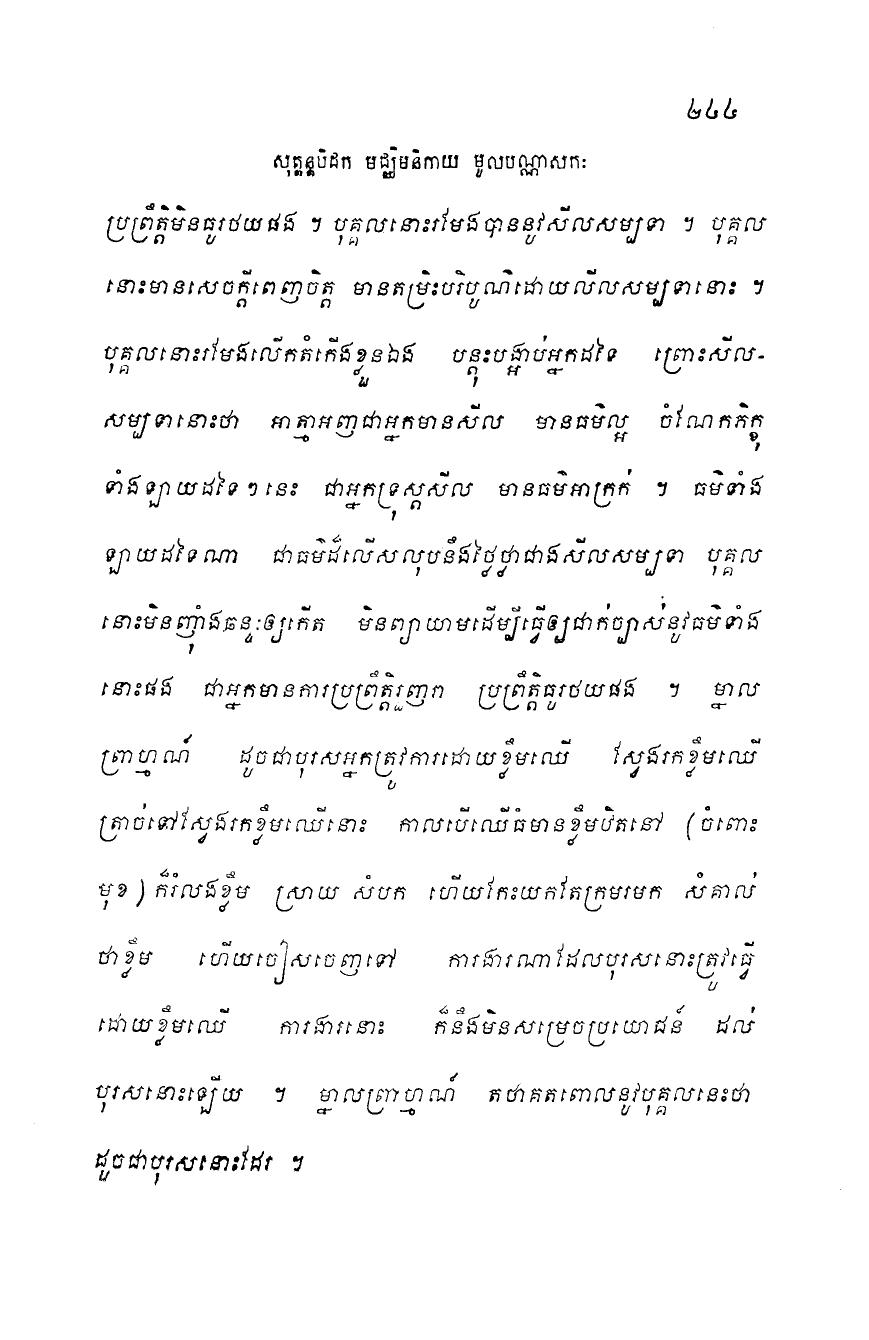 ២៤៤
សុត្តន្តបិដក មជ្ឈិមនិកាយ មូលបណ្ណាសកៈ
ប្រព្រឹត្តិមិនធូរថយផង ។ បុគ្គលនោះរមែងបាននូវសីលសម្បទា ។ បុគ្គល
នោះមានសេចក្តីពេញចិត្ត មានតម្រិះបរិបូណ៌ដោយសីលសម្បទានោះ ។
បុគ្គលនោះរមែងលើកតំកើងខ្លួនឯង បន្តុះបង្អាប់អ្នកដទៃ ព្រោះសីល-
សម្បទានោះថា អាត្មាអញជាអ្នកមានសីល មានធម៌ល្អ ចំណែកភិក្ខុ
ទាំងឡាយដទៃៗនេះ ជាអ្នកទ្រុស្តសីល មានធម៌អាក្រក់ ។ ធម៌ទាំង
ឡាយដទៃណា ជាធម៌ដ៏លើសលុបនឹងថ្លៃថ្លាជាងសីលសម្បទា បុគ្គល
នោះមិនញ៉ាំងឆន្ទៈឲ្យកើត មិនព្យាយាមដើម្បីធ្វើឲ្យជាក់ច្បាស់នូវធម៌ទាំង
នោះផង ជាអ្នកមានការប្រព្រឹត្តិរួញរា ប្រព្រឹត្តិធូរថយផង ។ ម្នាល
ព្រាហ្មណ៍ ដូចជាបុរសអ្នកត្រូវការដោយខ្លឹមឈើ ស្វែងរកខ្លឹមឈើ
ត្រាច់ទៅស្វែងរកខ្លឹមឈើនោះ កាលបើឈើធំមានខ្លឹមឋិតនៅ (ចំពោះ
មុខ) ក៏រំលងខ្លឹម ស្រាយ សំបក ហើយកែះយកតែក្រមរមក សំគាល់
ថាខ្លឹម ហើយចៀសចេញទៅ ការងារណាដែលបុរសនោះត្រូវធ្វើ
ដោយខ្លឹមឈើ ការងារនោះ ក៏នឹងមិនសម្រេចប្រយោជន៍ ដល់
បុរសនោះឡើយ ។ ម្នាលព្រាហ្មណ៍ តថាគតពោលនូវបុគ្គលនេះថា
ដូចជាបុរសនោះដែរ ។